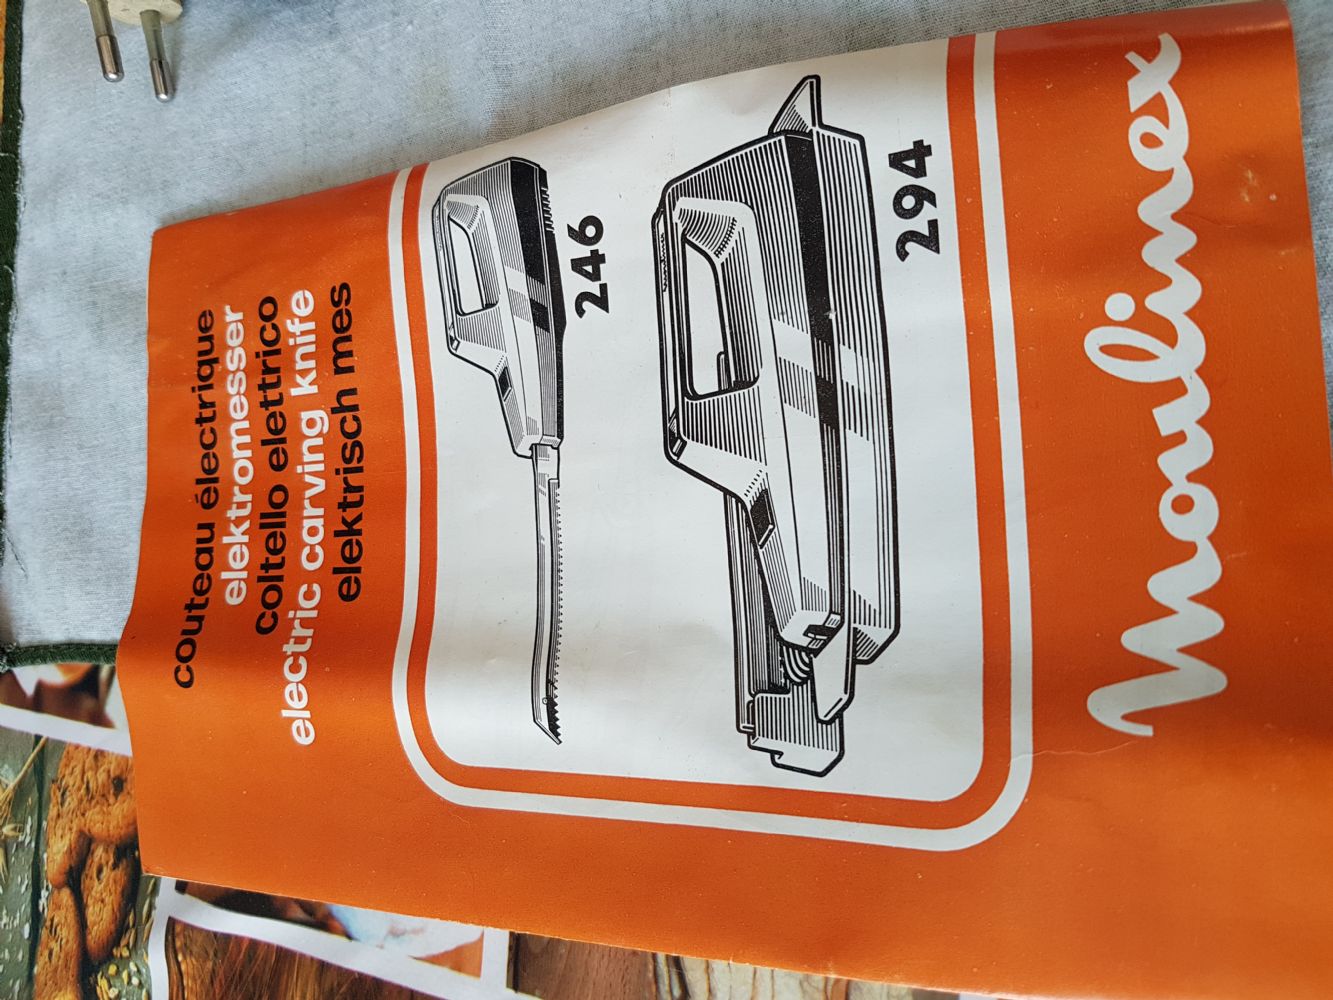 couteau électrique
elektromesser
coltello elettrico
electric carving knife
elektrisch mes
246
294
moulinex